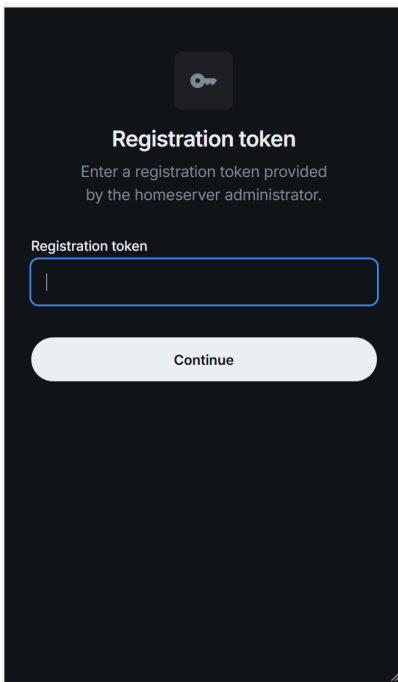 Registration token
Enter a registration token provided
by the homeserver administrator.
Registration token
Continue